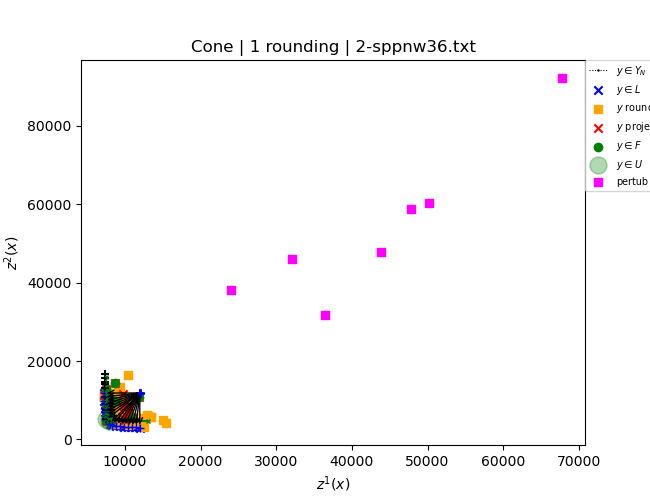 Cone | 1 rounding | 2-sppnw36.txt
80000
60000
40000
20000
0
z²(x)
10000 20000 30000 40000 50000 60000 70000
z¹(x)
y ∈ Y_N
y ∈ L
y roun
y proje
y ∈ F
y ∈ U
pertub